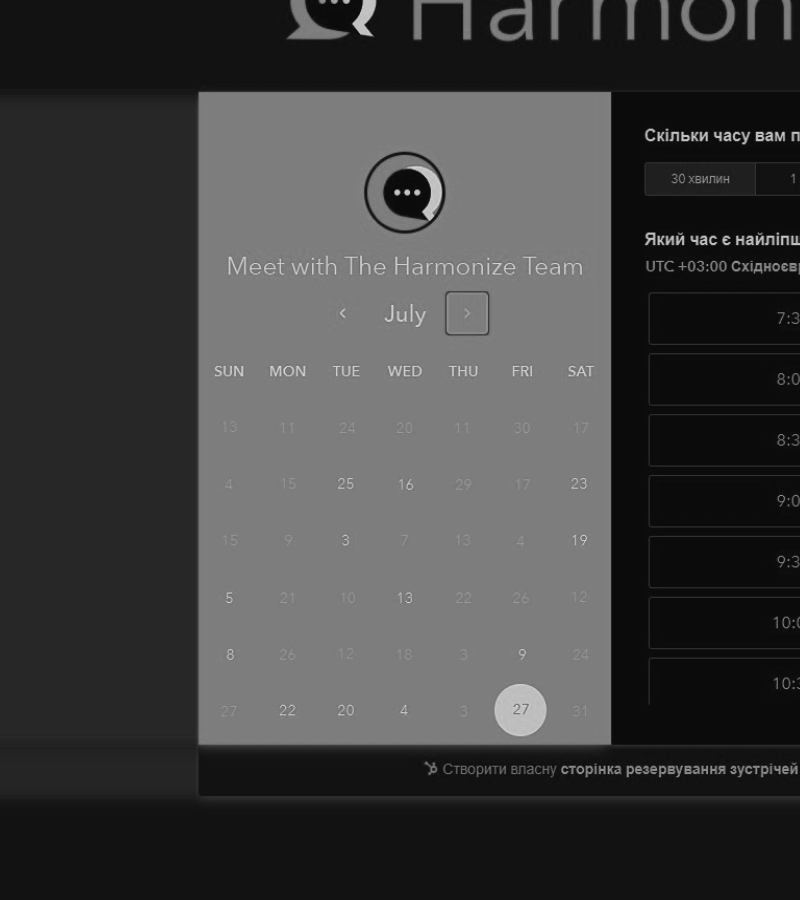 Harmon
Meet with The Harmonize Team
July
SUN MON TUE WED THU FRI SAT
13 11 24 20 11 30 17
4 15 25 16 29 17 23
15 9 3 7 13 4 19
5 21 10 13 22 26 12
8 26 12 18 3 9 24
27 22 20 4 3 27 31
Скільки часу вам п
30 хвилин 1
Який час є найліпш
UTC +03:00 Східноєвр
7:3
8:0
8:3
9:0
9:3
10:0
10:3
Створити власну сторінка резервування зустрічей